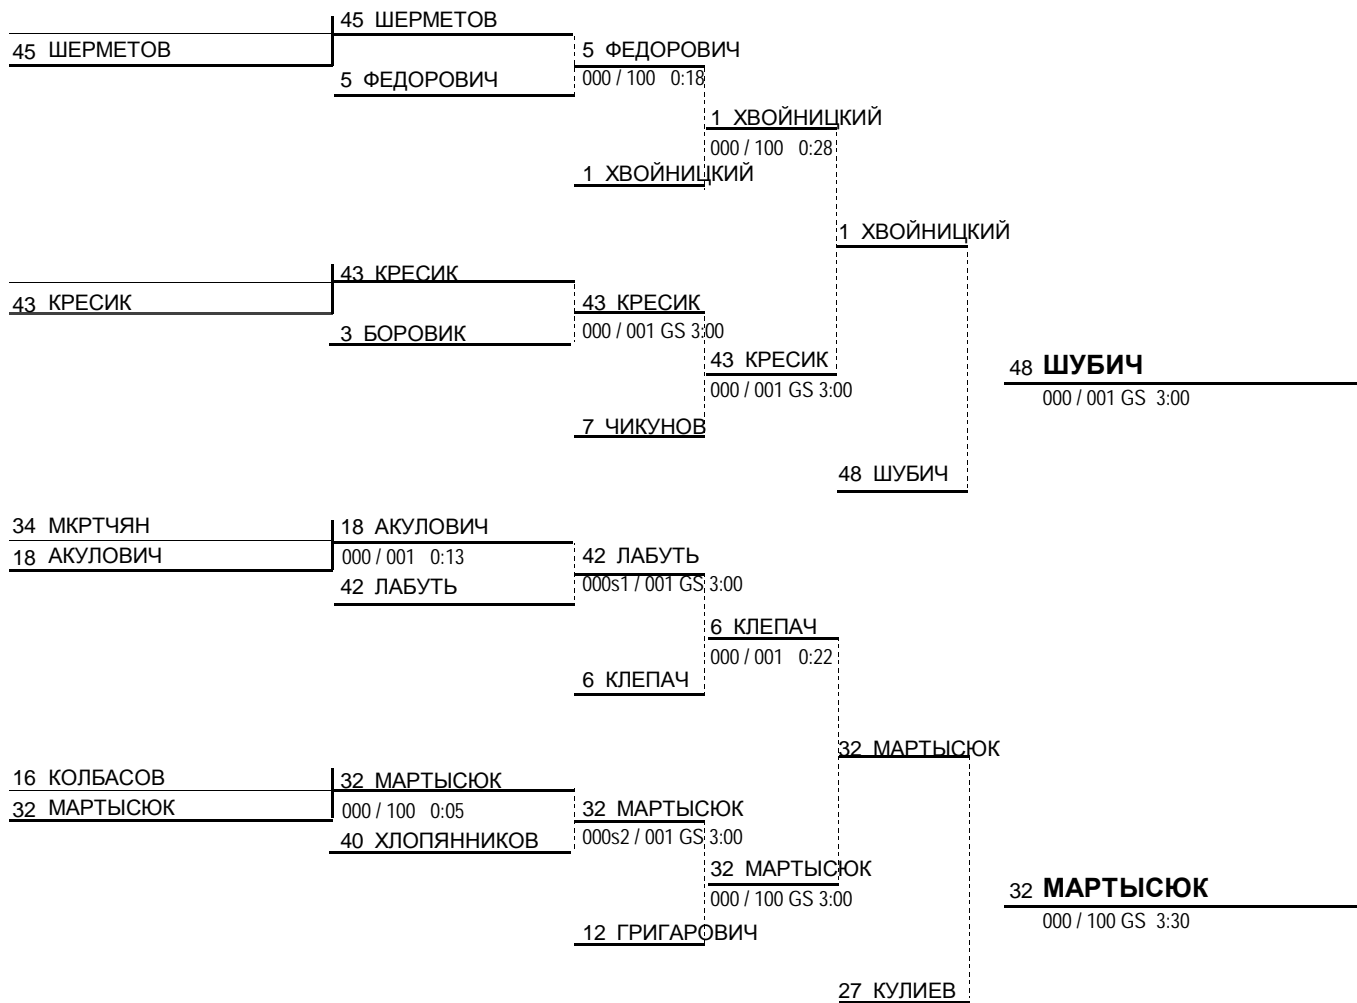 45 ШЕРМЕТОВ
45 ШЕРМЕТОВ
5 ФЕДОРОВИЧ
000 / 100 0:18
5 ФЕДОРОВИЧ
1 ХВОЙНИЦКИЙ
000 / 100 0:28
1 ХВОЙНИЦКИЙ
1 ХВОЙНИЦКИЙ
43 КРЕСИК
43 КРЕСИК
43 КРЕСИК
000 / 001 GS 3:00
3 БОРОВИК
43 КРЕСИК
000 / 001 GS 3:00
48 ШУБИЧ
000 / 001 GS 3:00
7 ЧИКУНОВ
48 ШУБИЧ
34 МКРТЧЯН
18 АКУЛОВИЧ
18 АКУЛОВИЧ
000 / 001 0:13
42 ЛАБУТЬ
000s1 / 001 GS 3:00
42 ЛАБУТЬ
6 КЛЕПАЧ
000 / 001 0:22
6 КЛЕПАЧ
32 МАРТЫСЮК
16 КОЛБАСОВ
32 МАРТЫСЮК
32 МАРТЫСЮК
000 / 100 0:05
32 МАРТЫСЮК
000s2 / 001 GS 3:00
40 ХЛОПЯННИКОВ
32 МАРТЫСЮК
000 / 100 GS 3:00
32 МАРТЫСЮК
000 / 100 GS 3:30
12 ГРИГАРОВИЧ
27 КУЛИЕВ